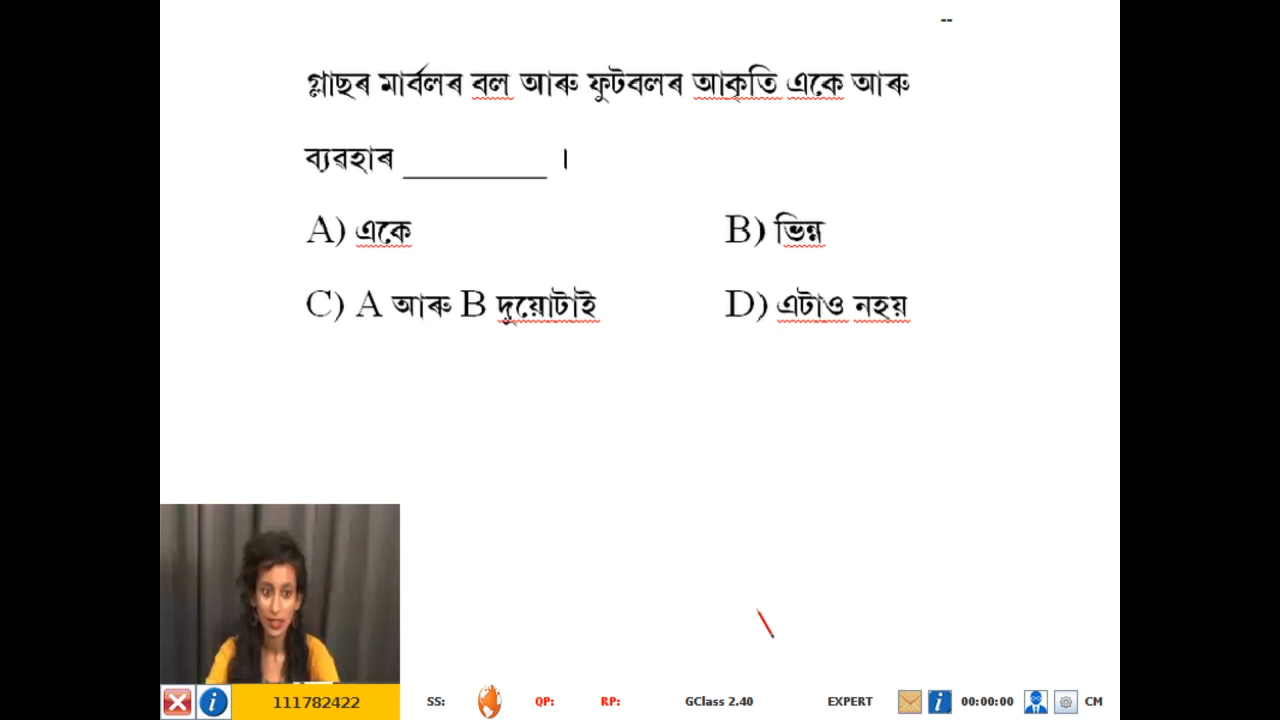 --
গ্লাছৰ মাৰ্বলৰ বল আৰু ফুটবলৰ আকৃতি একে আৰু
ব্যৱহাৰ __________ ।
A) একে B) ভিন্ন
C) A আৰু B দুয়োটাই D) এটাও নহয়
111782422 SS: QP: RP: GClass 2.40 EXPERT 00:00:00 CM